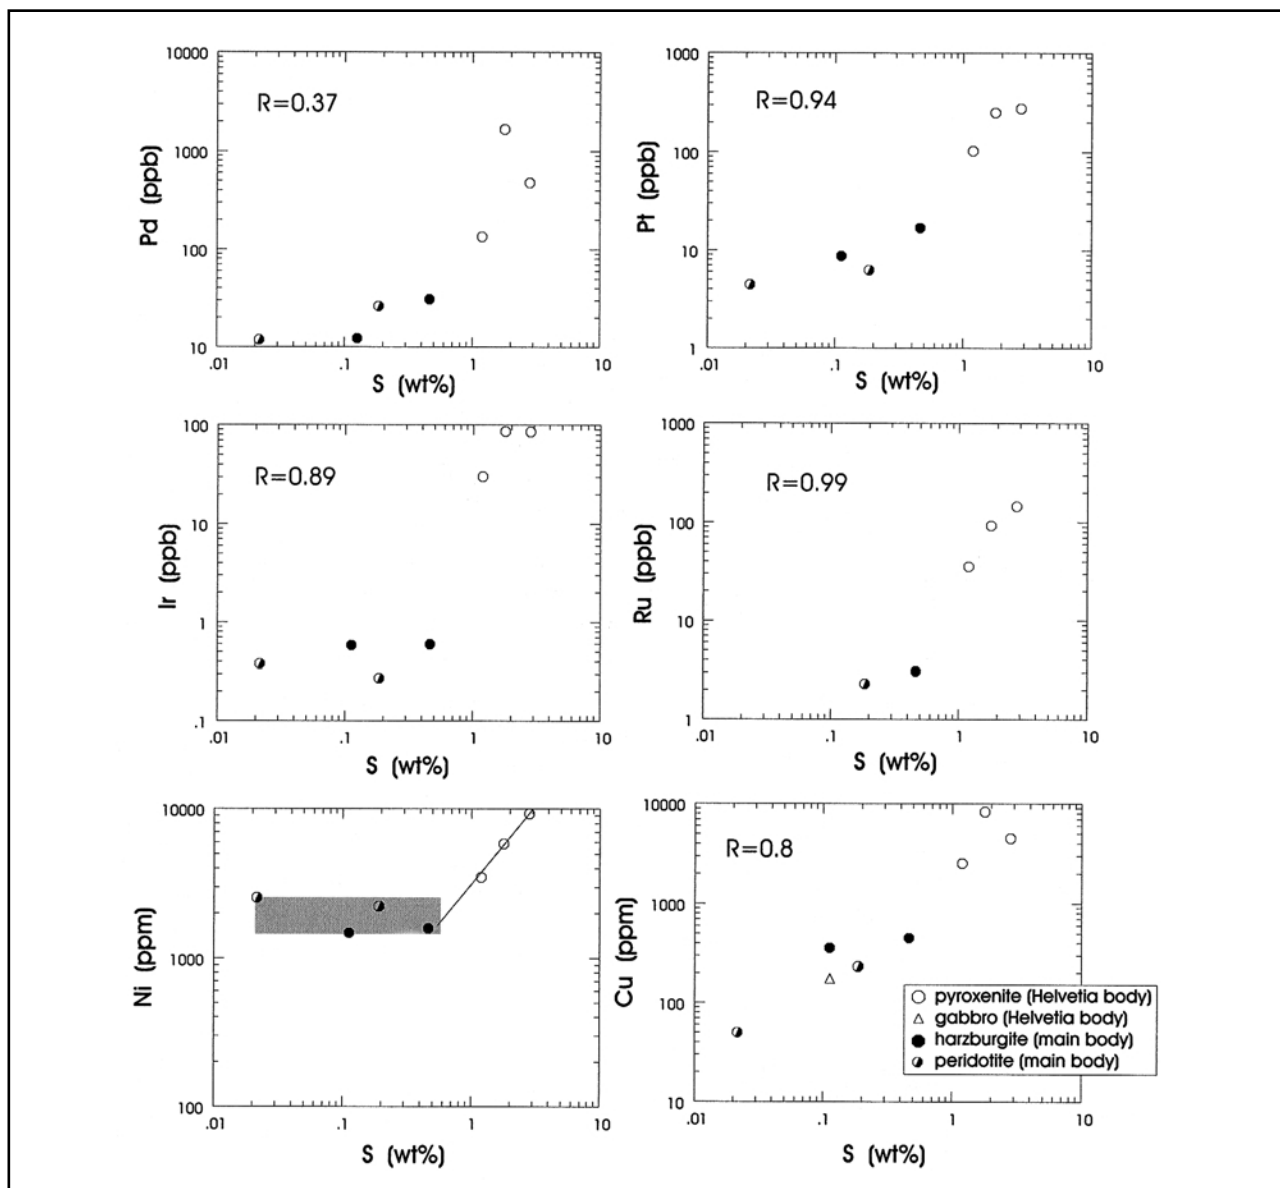 10000
1000
100
10
Pd (ppb)
R=0.37
.01
.1
1
10
S (wt%)
1000
100
10
1
Pt (ppb)
R=0.94
.01
.1
1
10
S (wt%)
100
10
1
.1
Ir (ppb)
R=0.89
.01
.1
1
10
S (wt%)
1000
100
10
1
Ru (ppb)
R=0.99
.01
.1
1
10
S (wt%)
10000
1000
100
Ni (ppm)
.01
.1
1
10
S (wt%)
10000
1000
100
10
Cu (ppm)
R=0.8
pyroxenite (Helvetia body)
gabbro (Helvetia body)
harzburgite (main body)
peridotite (main body)
.01
.1
1
10
S (wt%)